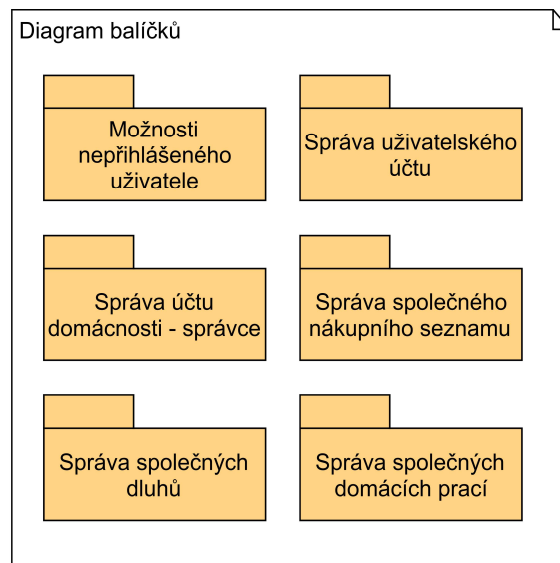 Diagram balíčků
Možnosti
nepřihlášeného
uživatele
Správa uživatelského
účtu
Správa účtu
domácnosti - správce
Správa společného
nákupního seznamu
Správa společných
dluhů
Správa společných
domácích prací